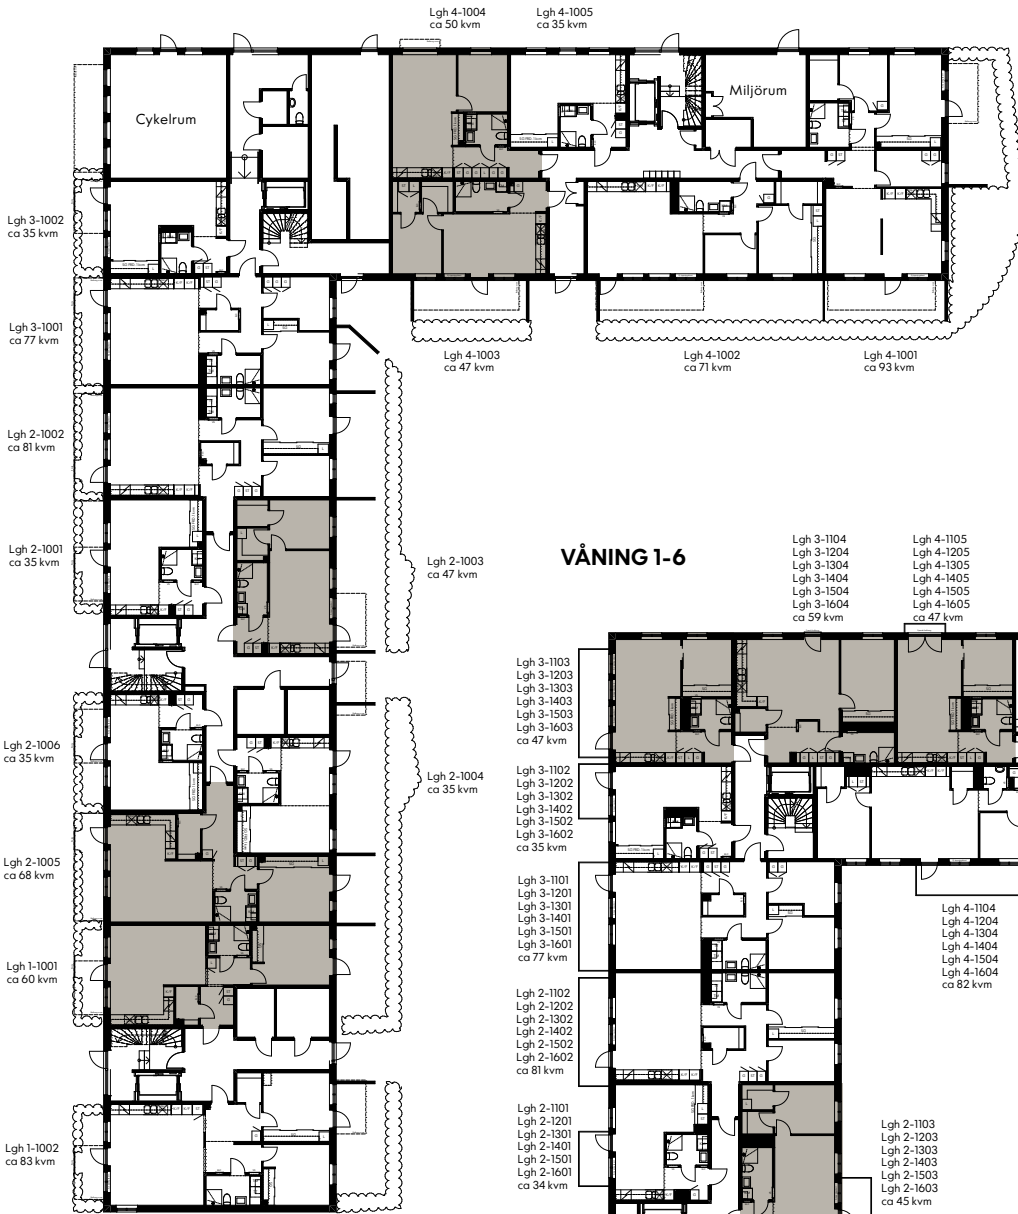 Lgh 4-1004
ca 50 kvm
Lgh 4-1005
ca 35 kvm
Cykelrum
Miljörum
Lgh 3-1002
ca 35 kvm
Lgh 3-1001
ca 77 kvm
Lgh 4-1003
ca 47 kvm
Lgh 4-1002
ca 71 kvm
Lgh 4-1001
ca 93 kvm
Lgh 2-1002
ca 81 kvm
Lgh 2-1001
ca 35 kvm
Lgh 2-1003
ca 47 kvm
Lgh 2-1006
ca 35 kvm
Lgh 2-1004
ca 35 kvm
Lgh 2-1005
ca 68 kvm
Lgh 1-1001
ca 60 kvm
Lgh 1-1002
ca 83 kvm
VÅNING 1-6
Lgh 3-1104
Lgh 3-1204
Lgh 3-1304
Lgh 3-1404
Lgh 3-1504
Lgh 3-1604
ca 59 kvm
Lgh 4-1105
Lgh 4-1205
Lgh 4-1305
Lgh 4-1405
Lgh 4-1505
Lgh 4-1605
ca 47 kvm
Lgh 3-1103
Lgh 3-1203
Lgh 3-1303
Lgh 3-1403
Lgh 3-1503
Lgh 3-1603
ca 47 kvm
Lgh 3-1102
Lgh 3-1202
Lgh 3-1302
Lgh 3-1402
Lgh 3-1502
Lgh 3-1602
ca 35 kvm
Lgh 3-1101
Lgh 3-1201
Lgh 3-1301
Lgh 3-1401
Lgh 3-1501
Lgh 3-1601
ca 77 kvm
Lgh 4-1104
Lgh 4-1204
Lgh 4-1304
Lgh 4-1404
Lgh 4-1504
Lgh 4-1604
ca 82 kvm
Lgh 2-1102
Lgh 2-1202
Lgh 2-1302
Lgh 2-1402
Lgh 2-1502
Lgh 2-1602
ca 81 kvm
Lgh 2-1101
Lgh 2-1201
Lgh 2-1301
Lgh 2-1401
Lgh 2-1501
Lgh 2-1601
ca 34 kvm
Lgh 2-1103
Lgh 2-1203
Lgh 2-1303
Lgh 2-1403
Lgh 2-1503
Lgh 2-1603
ca 45 kvm